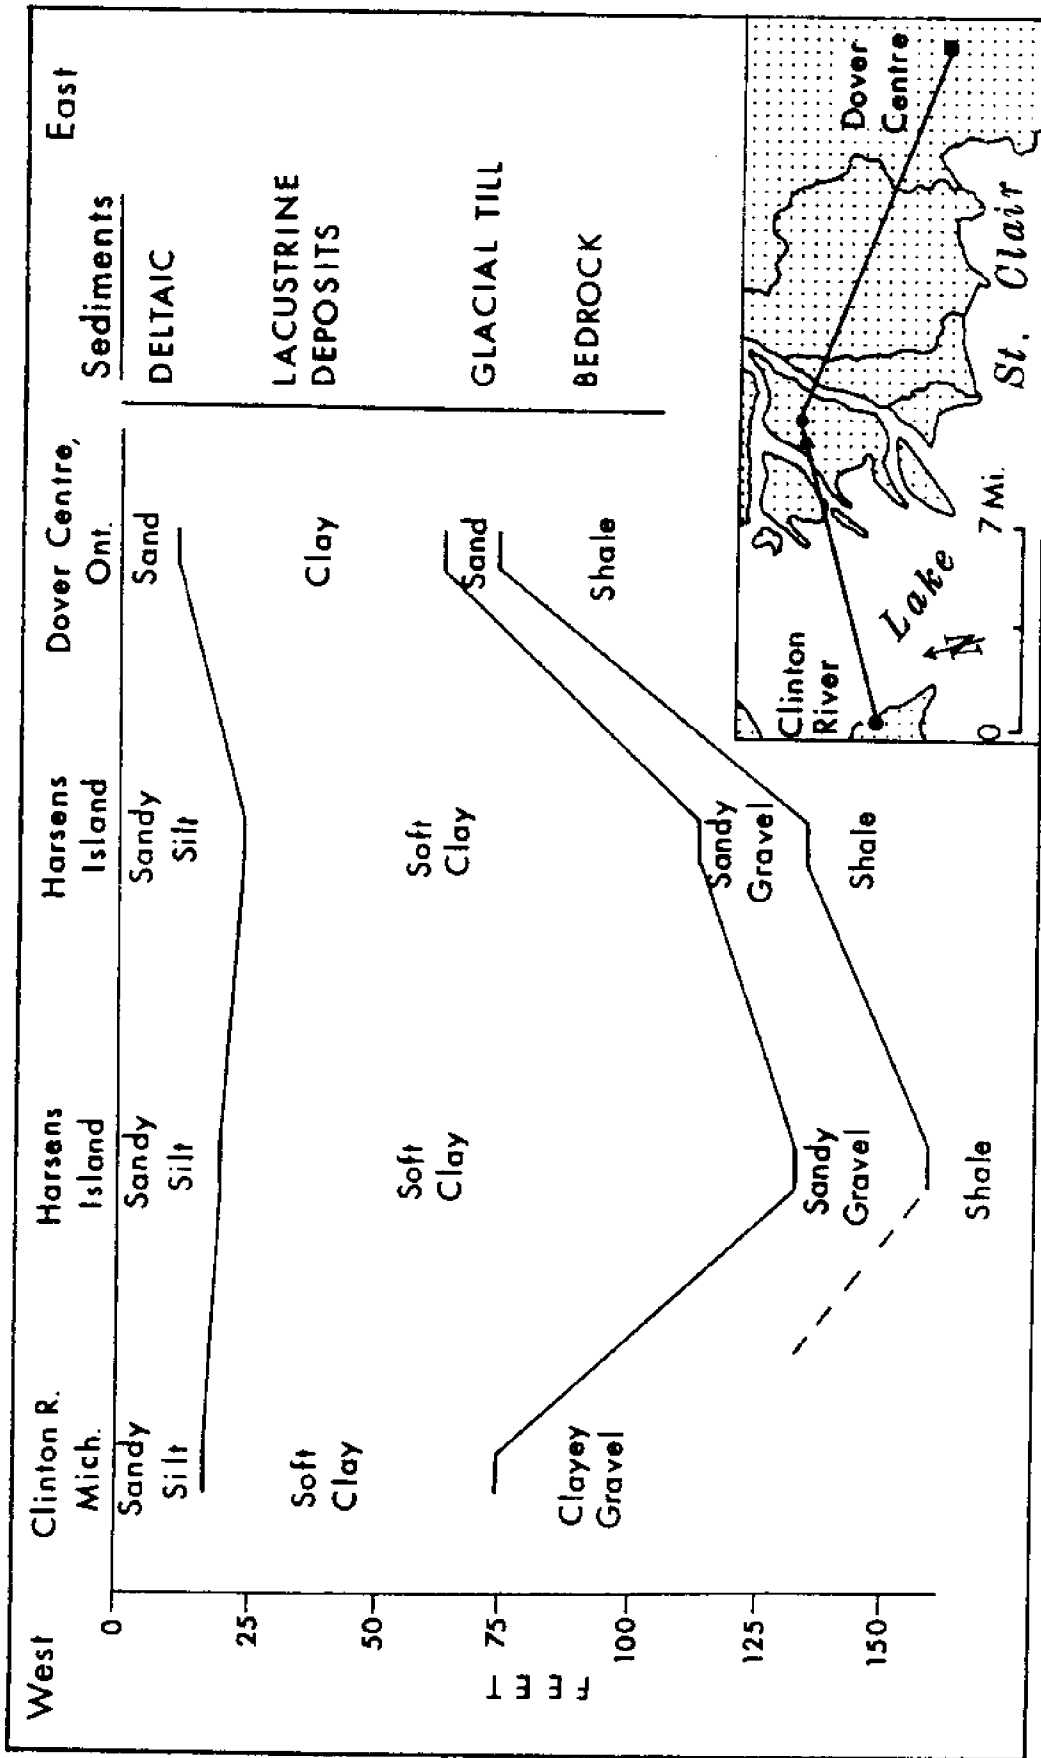 West
East
Clinton R.
Mich.
Harsens
Island
Harsens
Island
Dover Centre,
Ont.
Sediments
FEET
0
25
50
75
100
125
150
Sandy
Silt
Soft
Clay
Clayey
Gravel
Sandy
Silt
Soft
Clay
Sandy
Gravel
Shale
Sandy
Silt
Soft
Clay
Sandy
Gravel
Shale
Sand
Clay
Sand
Shale
DELTAIC
LACUSTRINE
DEPOSITS
GLACIAL TILL
BEDROCK
Clinton
River
Dover
Centre
Lake St. Clair
N
0 7 Mi.